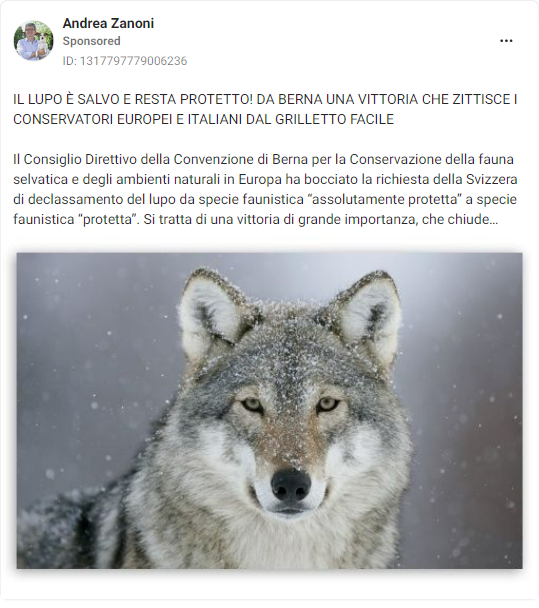 Andrea Zanoni
Sponsored
ID: 1317797779006236
IL LUPO È SALVO E RESTA PROTETTO! DA BERNA UNA VITTORIA CHE ZITTISCE I
CONSERVATORI EUROPEI E ITALIANI DAL GRILLETTO FACILE
Il Consiglio Direttivo della Convenzione di Berna per la Conservazione della fauna
selvatica e degli ambienti naturali in Europa ha bocciato la richiesta della Svizzera
di declassamento del lupo da specie faunistica “assolutamente protetta” a specie
faunistica “protetta”. Si tratta di una vittoria di grande importanza, che chiude...